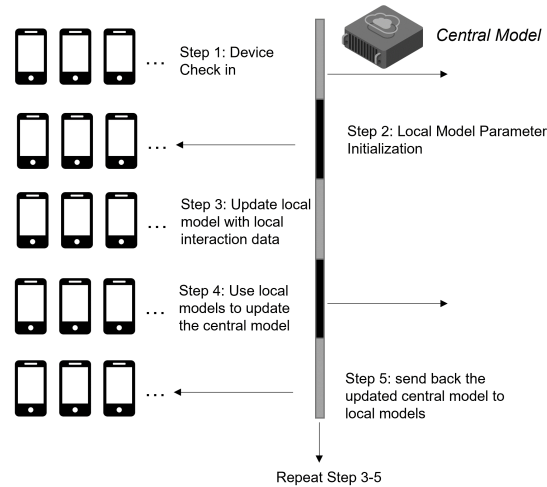 Central Model
Step 1: Device
Check in
...
Step 2: Local Model Parameter
Initialization
...
Step 3: Update local
model with local
interaction data
...
Step 4: Use local
models to update
the central model
...
Step 5: send back the
updated central model to
local models
...
Repeat Step 3-5